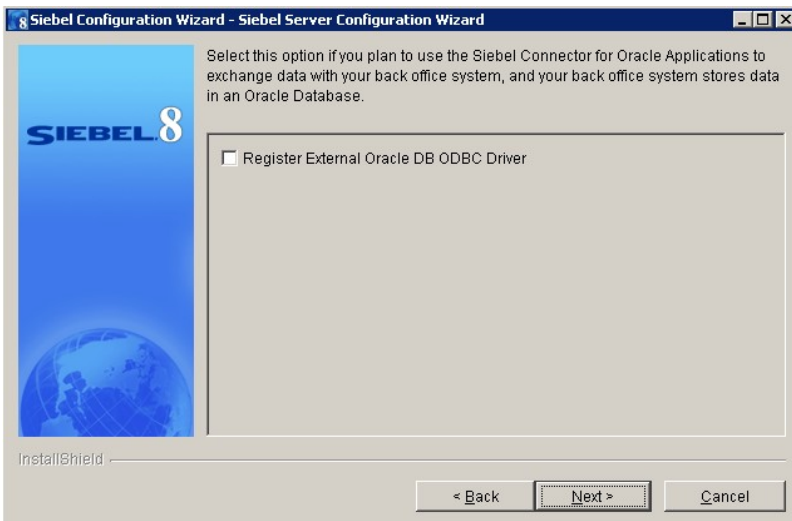 Siebel Configuration Wizard - Siebel Server Configuration Wizard
Select this option if you plan to use the Siebel Connector for Oracle Applications to
exchange data with your back office system, and your back office system stores data
in an Oracle Database.
SIEBEL.8
Register External Oracle DB ODBC Driver
InstallShield
< Back
Next >
Cancel